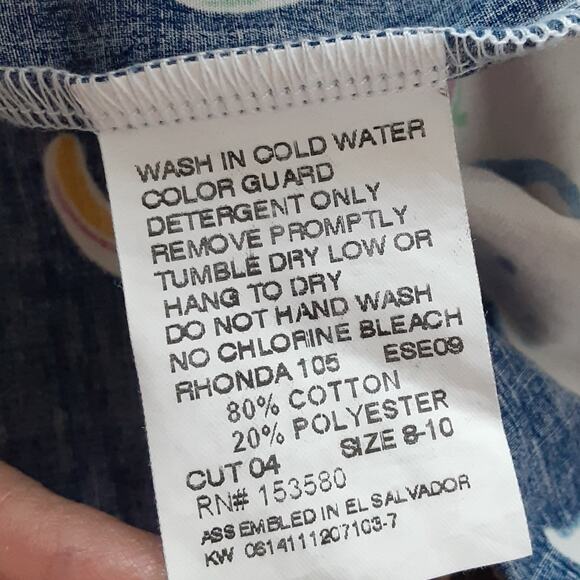 WASH IN COLD WATER
COLOR GUARD
DETERGENT ONLY
REMOVE PROMPTLY
TUMBLE DRY LOW OR
HANG TO DRY
DO NOT HAND WASH
NO CHLORINE BLEACH
RHONDA 105 ESE09
80% COTTON
20% POLYESTER
CUT 04 SIZE 8-10
RN# 153580
ASSEMBLED IN EL SALVADOR
KW 0614111207103-7